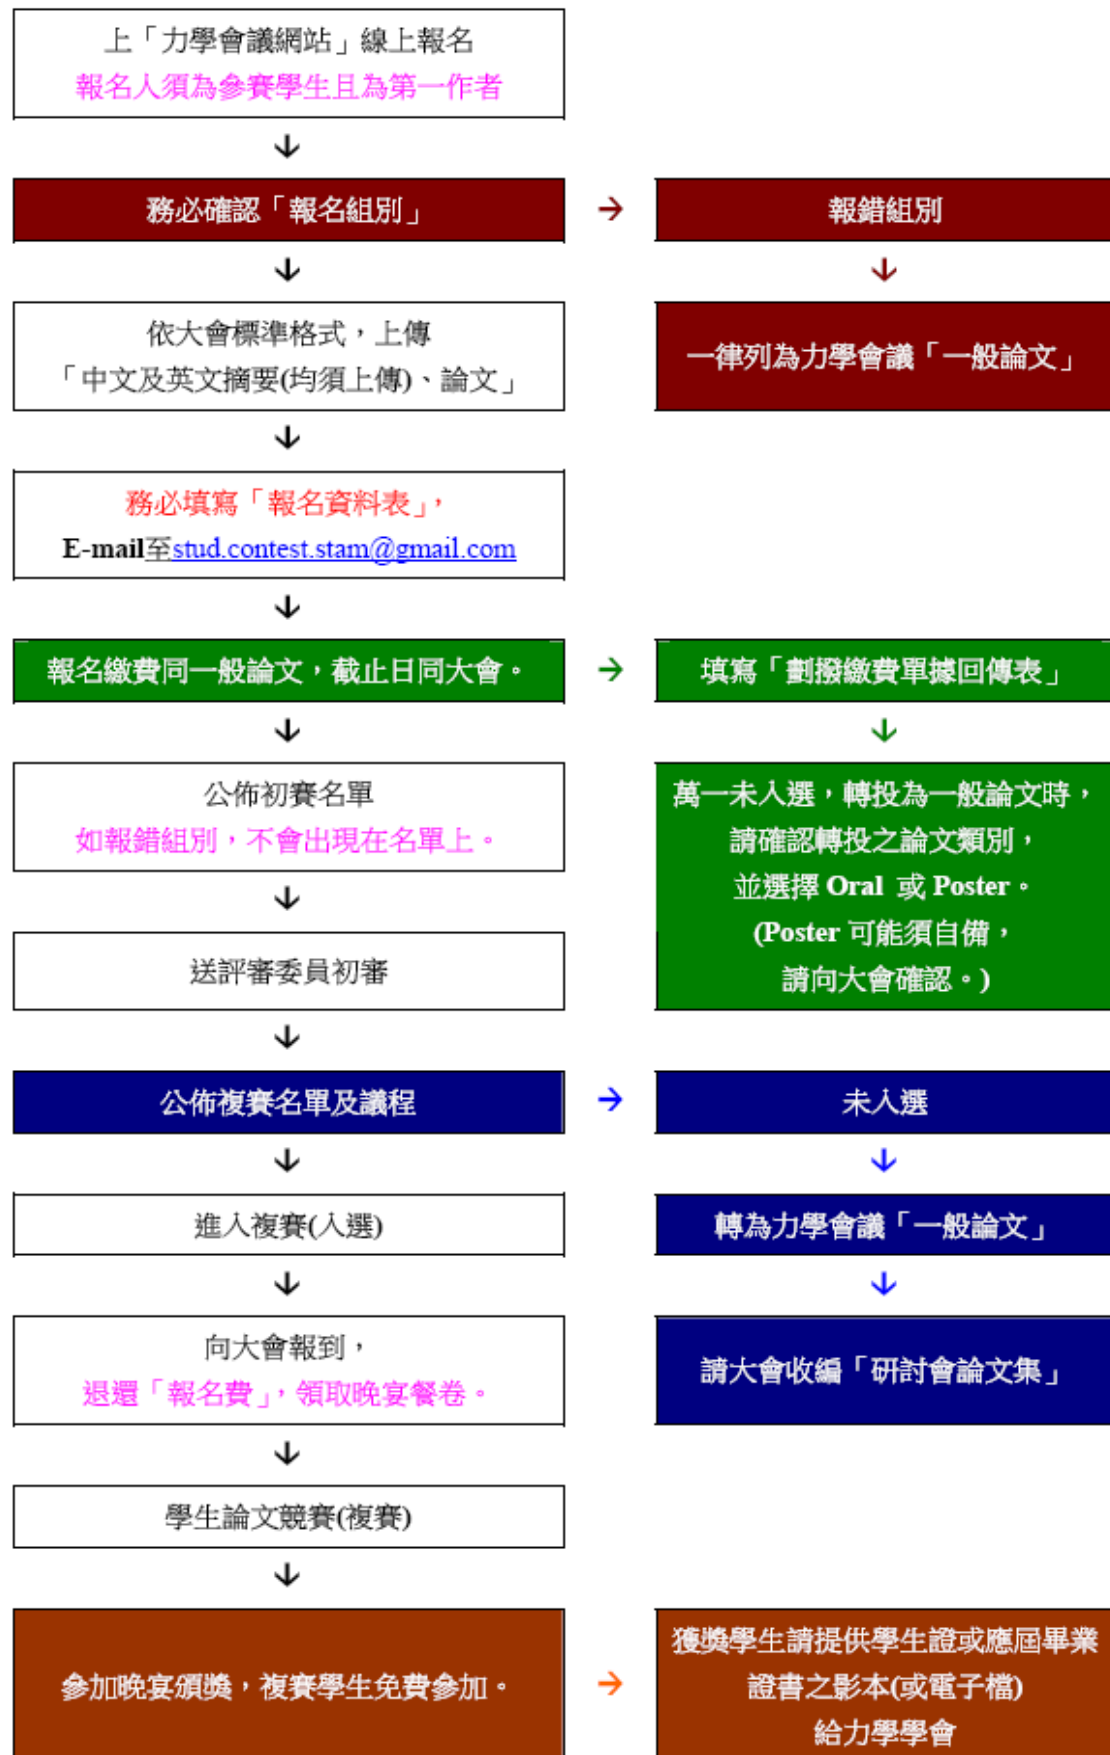 上「力學會議網站」線上報名
報名人須為參賽學生且為第一作者
↓
務必確認「報名組別」 → 報錯組別
↓ ↓
依大會標準格式，上傳
「中文及英文摘要(均須上傳)、論文」
一律列為力學會議「一般論文」
↓
務必填寫「報名資料表」，
E-mail至stud.contest.stam@gmail.com
↓
報名繳費同一般論文，截止日同大會。 → 填寫「劃撥繳費單據回傳表」
↓ ↓
公佈初賽名單
如報錯組別，不會出現在名單上。
↓
送評審委員初審
萬一未入選，轉投為一般論文時，
請確認轉投之論文類別，
並選擇 Oral 或 Poster。
(Poster 可能須自備，
請向大會確認。)
↓
公佈複賽名單及議程 → 未入選
↓ ↓
進入複賽(入選)
轉為力學會議「一般論文」
↓ ↓
向大會報到，
退還「報名費」，領取晚宴餐卷。
請大會收編「研討會論文集」
↓
學生論文競賽(複賽)
↓
參加晚宴頒獎，複賽學生免費參加。 →
獲獎學生請提供學生證或應屆畢業
證書之影本(或電子檔)
給力學學會